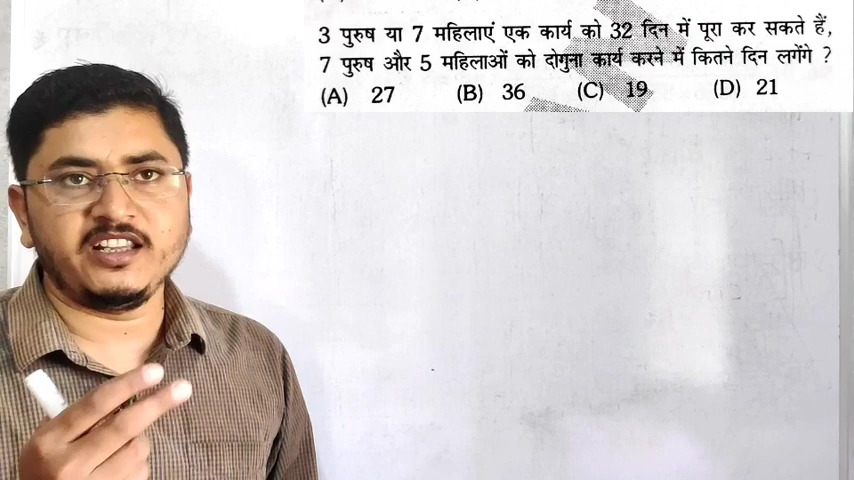 3 पुरुष या 7 महिलाएं एक कार्य को 32 दिन में पूरा कर सकते हैं,
7 पुरुष और 5 महिलाओं को दोगुना कार्य करने में कितने दिन लगेंगे ?
(A) 27 (B) 36 (C) 19 (D) 21